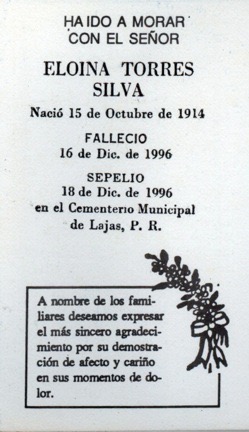 HA IDO A MORAR
CON EL SEÑOR
ELOINA TORRES
SILVA
Nació 15 de Octubre de 1914
FALLECIO
16 de Dic. de 1996
SEPELIO
18 de Dic. de 1996
en el Cementerio Municipal
de Lajas, P. R.
A nombre de los fami-
liares deseamos expresar
el más sincero agradeci-
miento por su demostra-
ción de afecto y cariño
en sus momentos de do-
lor.